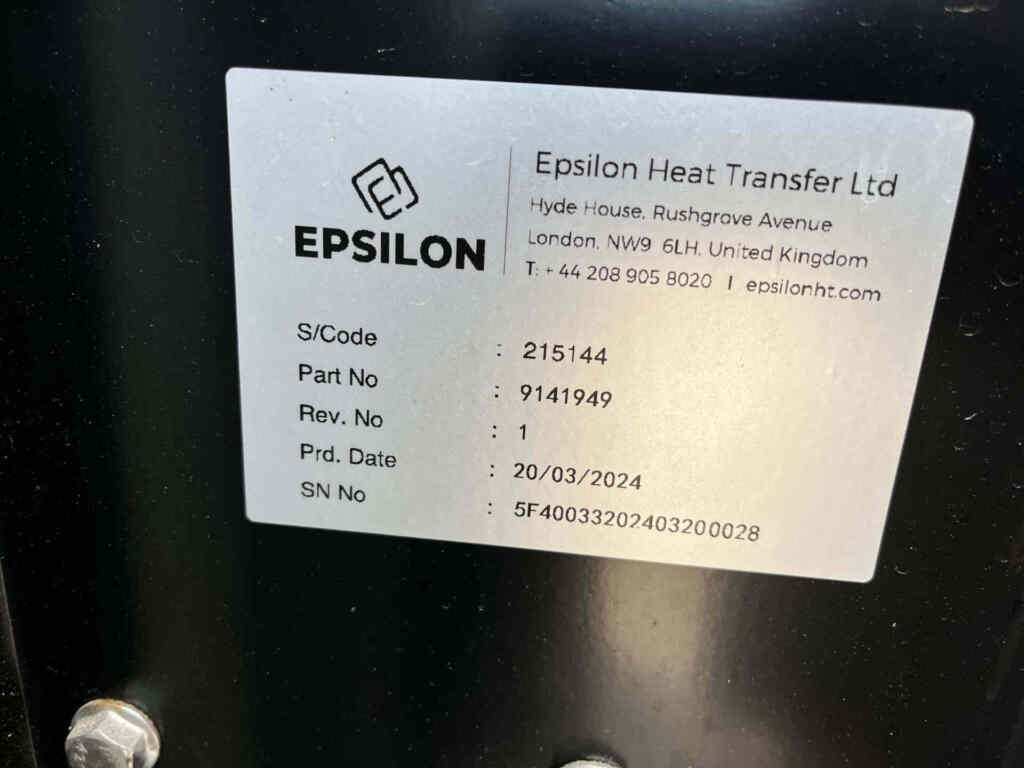 EPSILON
Epsilon Heat Transfer Ltd
Hyde House, Rushgrove Avenue
London, NW9 6LH, United Kingdom
T: + 44 208 905 8020 | epsilonht.com
S/Code : 215144
Part No : 9141949
Rev. No : 1
Prd. Date : 20/03/2024
SN No : 5F40033202403200028